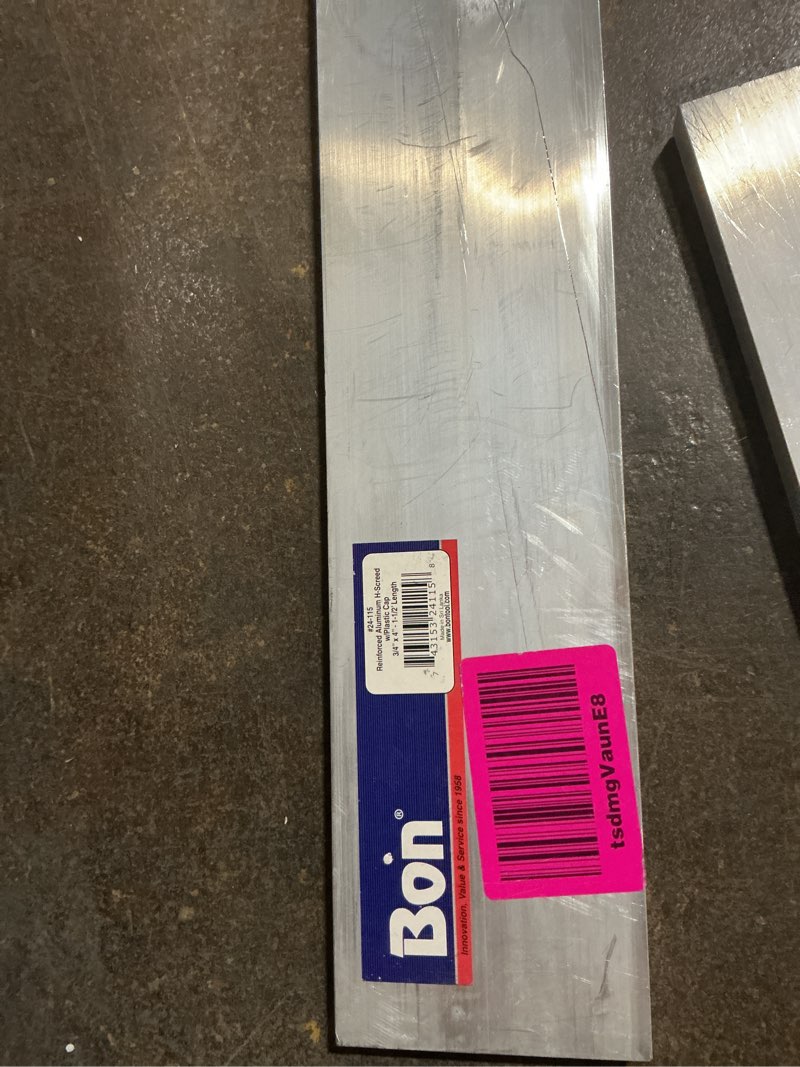 #24-115
Reinforced Aluminum H-Screed
w/Plastic Cap
3/4" x 4" - 1-1/2' Length
7 43153 24115 8
Made in Sri Lanka
www.bontool.com
Bon®
Innovation, Value & Service since 1958
tsdmgVaunE8